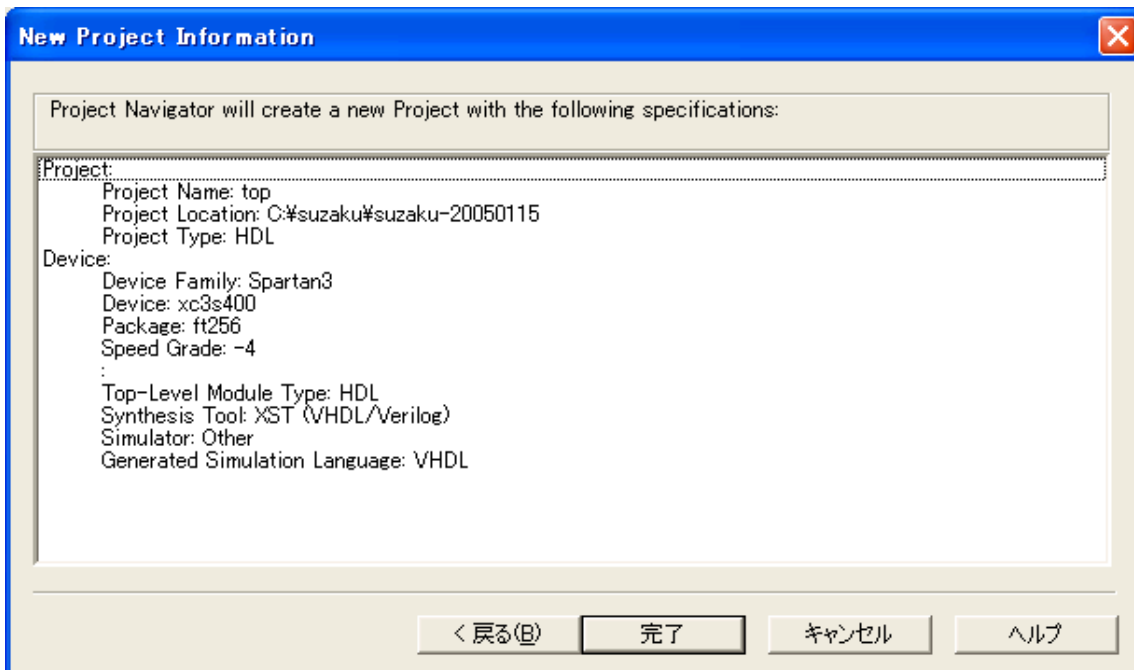 New Project Information
Project Navigator will create a new Project with the following specifications:
Project:
Project Name: top
Project Location: C:¥suzaku¥suzaku-20050115
Project Type: HDL
Device:
Device Family: Spartan3
Device: xc3s400
Package: ft256
Speed Grade: -4
:
Top-Level Module Type: HDL
Synthesis Tool: XST (VHDL/Verilog)
Simulator: Other
Generated Simulation Language: VHDL
< 戻る(B) 完了 キャンセル ヘルプ